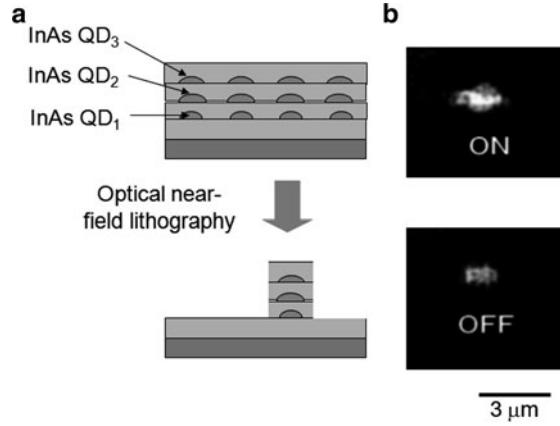 a
b
InAs QD₃
InAs QD₂
InAs QD₁
Optical near-
field lithography
ON
OFF
3 μm